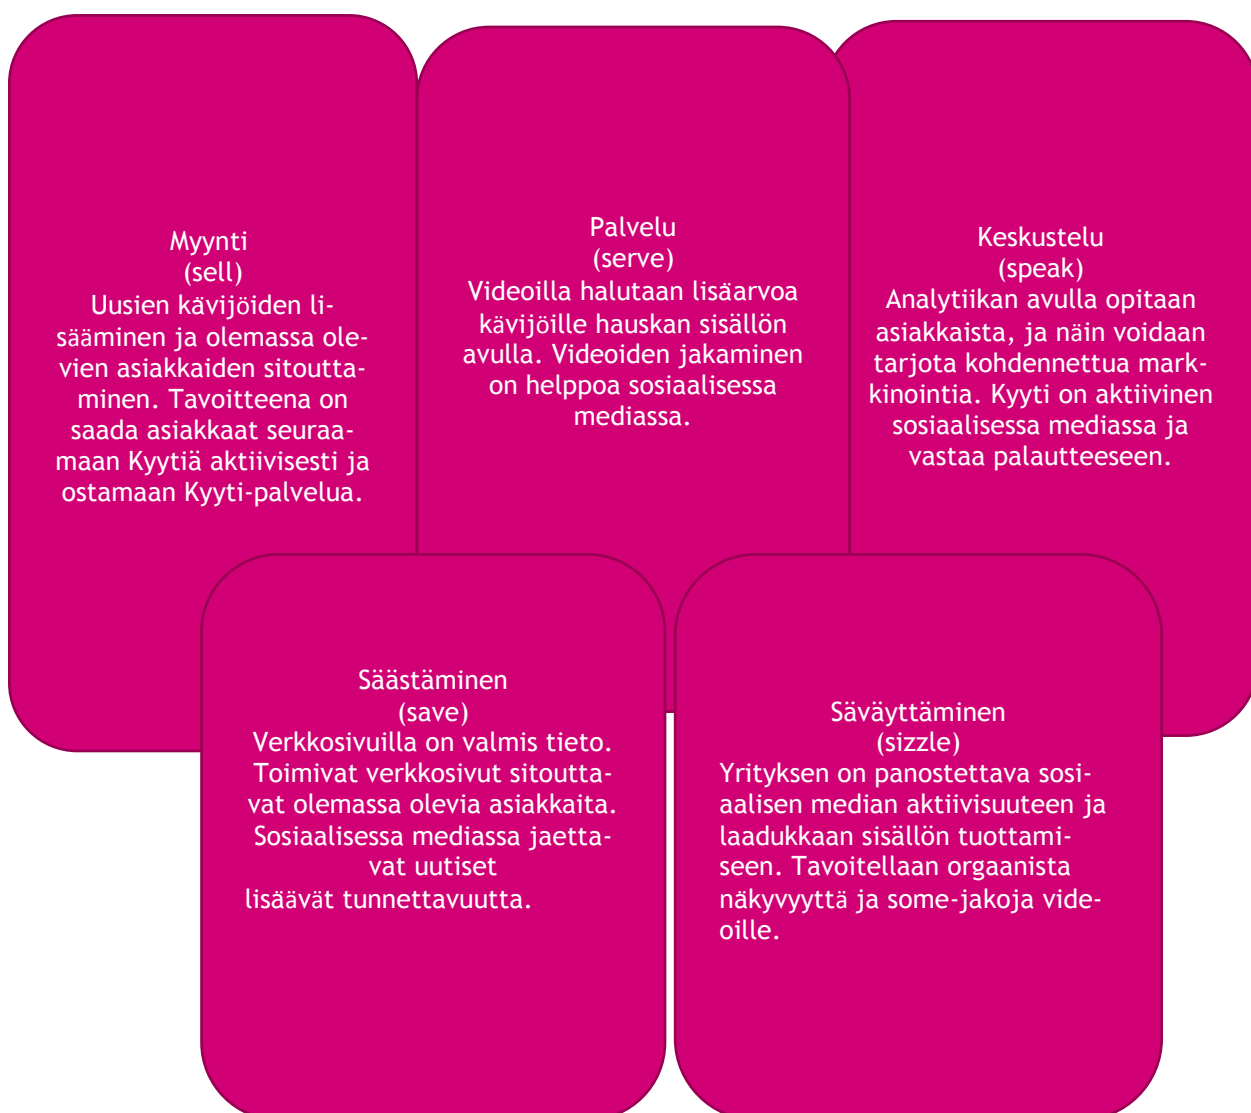 Myynti
(sell)
Uusien kävijöiden li-
sääminen ja olemassa ole-
vien asiakkaiden sitoutta-
minen. Tavoitteena on
saada asiakkaat seuraa-
maan Kyytiä aktiivisesti ja
ostamaan Kyyti-palvelua.
Palvelu
(serve)
Videoilla halutaan lisäarvoa
kävijöille hauskan sisällön
avulla. Videoiden jakaminen
on helppoa sosiaalisessa
mediassa.
Keskustelu
(speak)
Analytiikan avulla opitaan
asiakkaista, ja näin voidaan
tarjota kohdennettua mark-
kinointia. Kyyti on aktiivinen
sosiaalisessa mediassa ja
vastaa palautteeseen.
Säästäminen
(save)
Verkkosivuilla on valmis tieto.
Toimivat verkkosivut sitoutta-
vat olemassa olevia asiakkaita.
Sosiaalisessa mediassa jaetta-
vat uutiset
lisäävät tunnettavuutta.
Säväyttäminen
(sizzle)
Yrityksen on panostettava sosi-
aalisen median aktiivisuuteen ja
laadukkaan sisällön tuottami-
seen. Tavoitellaan orgaanista
näkyvyyttä ja some-jakoja vide-
oille.